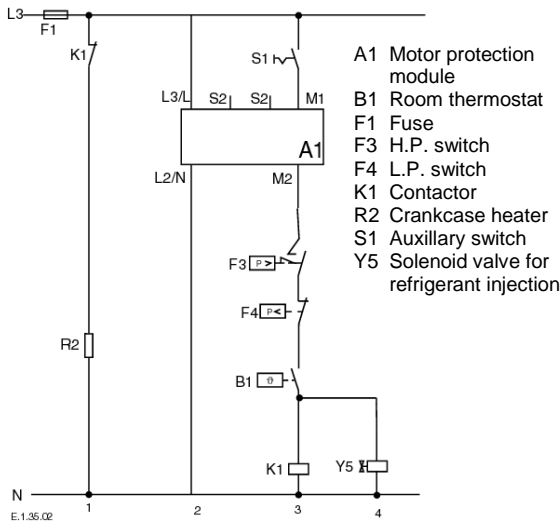 L3
F1
K1
S1
L3/L S2 S2 M1
A1
L2/N M2
F3 P >
F4 P <
R2
B1 θ
K1 Y5
N
1 2 3 4
E.1.35.02
A1 Motor protection
module
B1 Room thermostat
F1 Fuse
F3 H.P. switch
F4 L.P. switch
K1 Contactor
R2 Crankcase heater
S1 Auxillary switch
Y5 Solenoid valve for
refrigerant injection